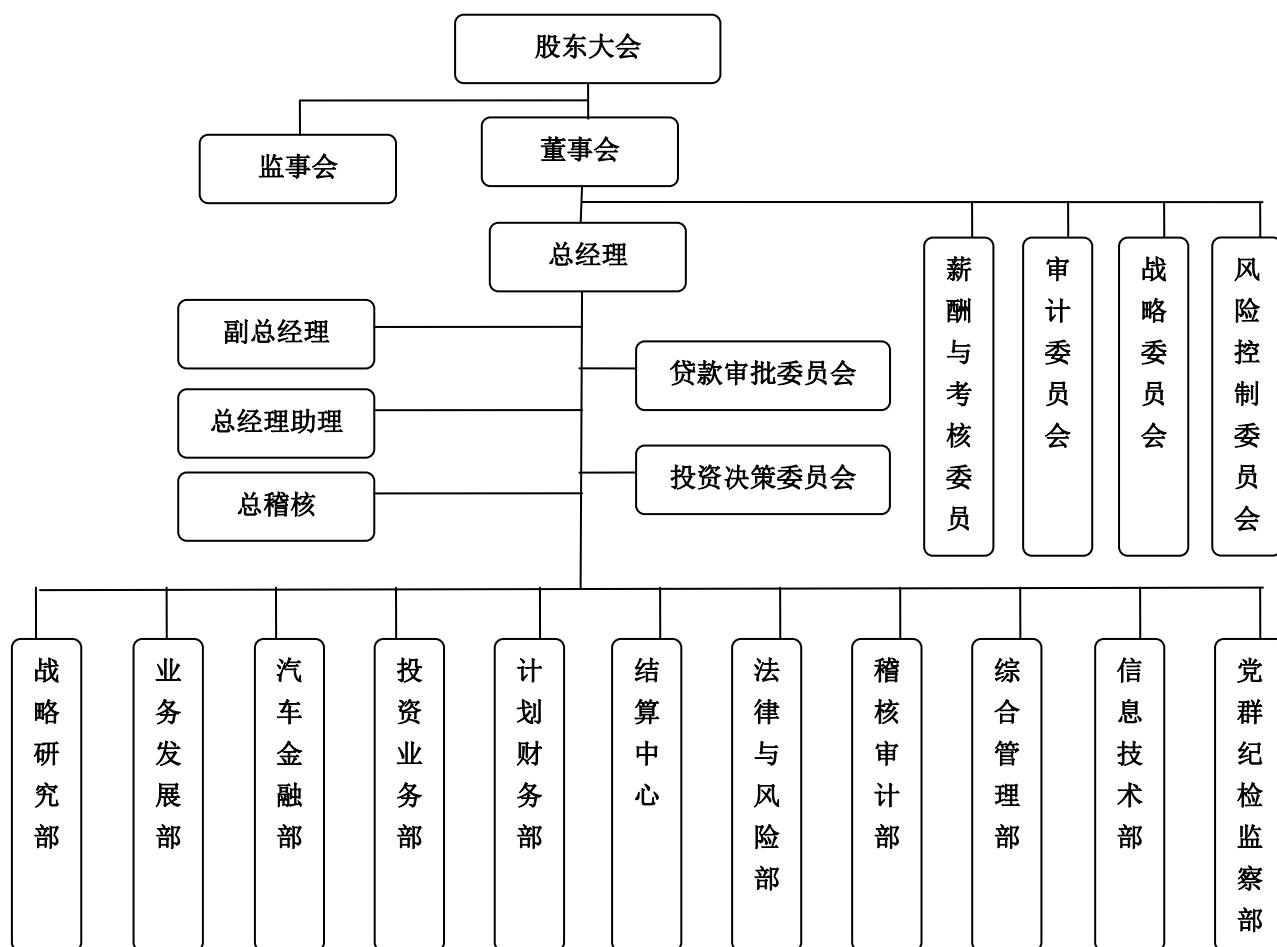 股东大会
监事会
董事会
总经理
薪酬与考核委员
审计委员会
战略委员会
风险控制委员会
副总经理
贷款审批委员会
总经理助理
投资决策委员会
总稽核
战略研究部
业务发展部
汽车金融部
投资业务部
计划财务部
结算中心
法律与风险部
稽核审计部
综合管理部
信息技术部
党群纪检监察部